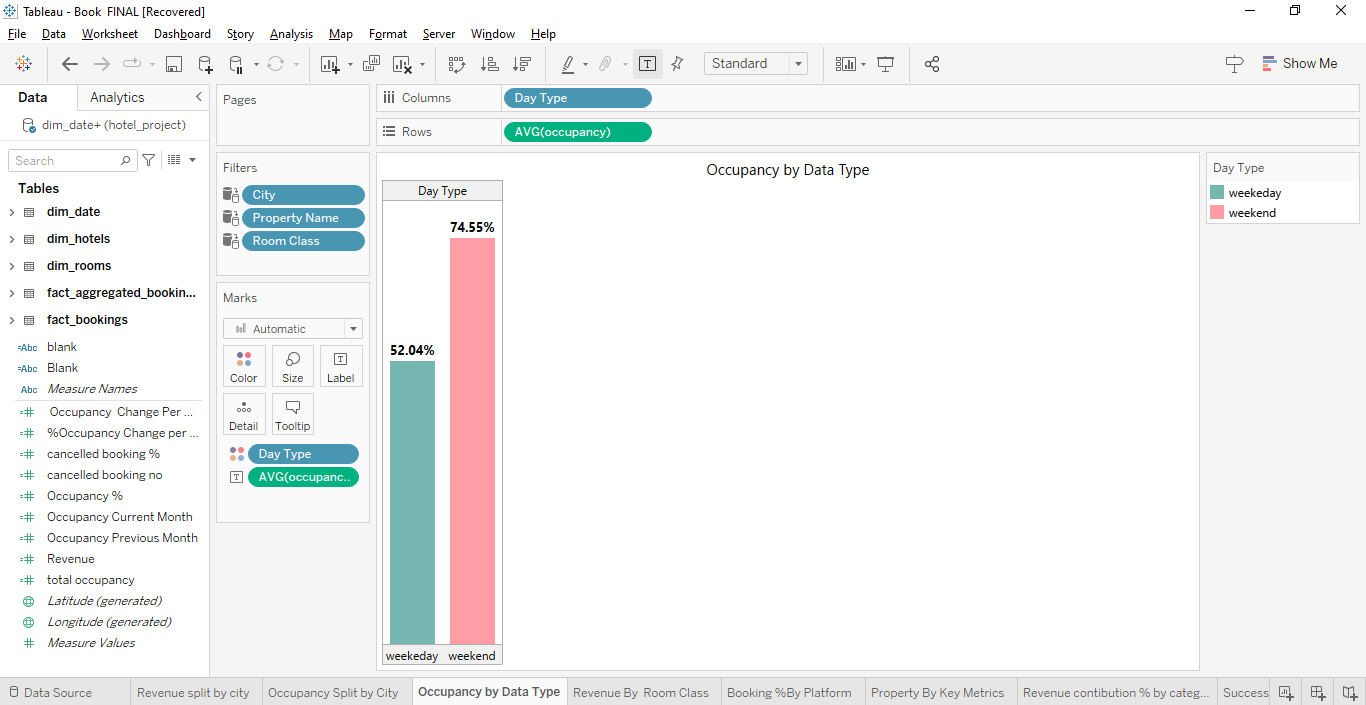 Tableau - Book FINAL [Recovered]
File Data Worksheet Dashboard Story Analysis Map Format Server Window Help
Standard
Show Me
Data Analytics
dim_date+ (hotel_project)
Search
Tables
dim_date
dim_hotels
dim_rooms
fact_aggregated_bookin...
fact_bookings
=Abc blank
=Abc Blank
Abc Measure Names
Occupancy Change Per ...
%Occupancy Change per ...
cancelled booking %
cancelled booking no
Occupancy %
Occupancy Current Month
Occupancy Previous Month
Revenue
total occupancy
Latitude (generated)
Longitude (generated)
Measure Values
Pages
Filters
City
Property Name
Room Class
Marks
Automatic
Color Size Label
Detail Tooltip
Day Type
AVG(occupanc..
Columns Day Type
Rows AVG(occupancy)
Occupancy by Data Type
Day Type
74.55%
52.04%
weekeday weekend
Day Type
weekeday
weekend
Data Source Revenue split by city Occupancy Split by City Occupancy by Data Type Revenue By Room Class Booking %By Platform Property By Key Metrics Revenue contibution % by categ... Success